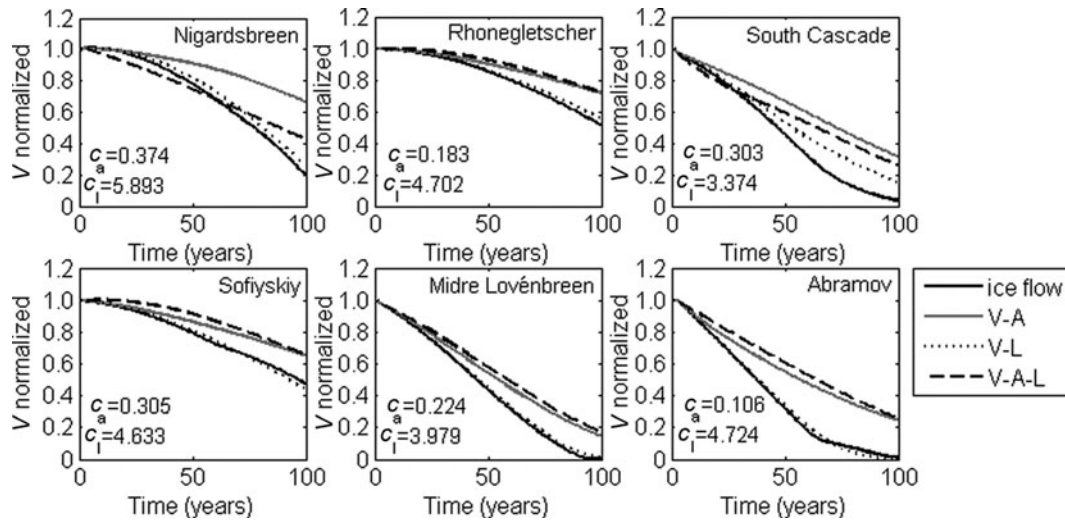 Nigardsbreen
V normalized
1.2
1.0
0.8
0.6
0.4
0.2
0
c_a=0.374
c_l=5.893
0 50 100
Time (years)
Rhonegletscher
V normalized
1.2
1.0
0.8
0.6
0.4
0.2
0
c_a=0.183
c_l=4.702
0 50 100
Time (years)
South Cascade
V normalized
1.2
1.0
0.8
0.6
0.4
0.2
0
c_a=0.303
c_l=3.374
0 50 100
Time (years)
Sofiyskiy
V normalized
1.2
1.0
0.8
0.6
0.4
0.2
0
c_a=0.305
c_l=4.633
0 50 100
Time (years)
Midre Lovénbreen
V normalized
1.2
1.0
0.8
0.6
0.4
0.2
0
c_a=0.224
c_l=3.979
0 50 100
Time (years)
Abramov
V normalized
1.2
1.0
0.8
0.6
0.4
0.2
0
c_a=0.106
c_l=4.724
0 50 100
Time (years)
ice flow
V-A
V-L
V-A-L